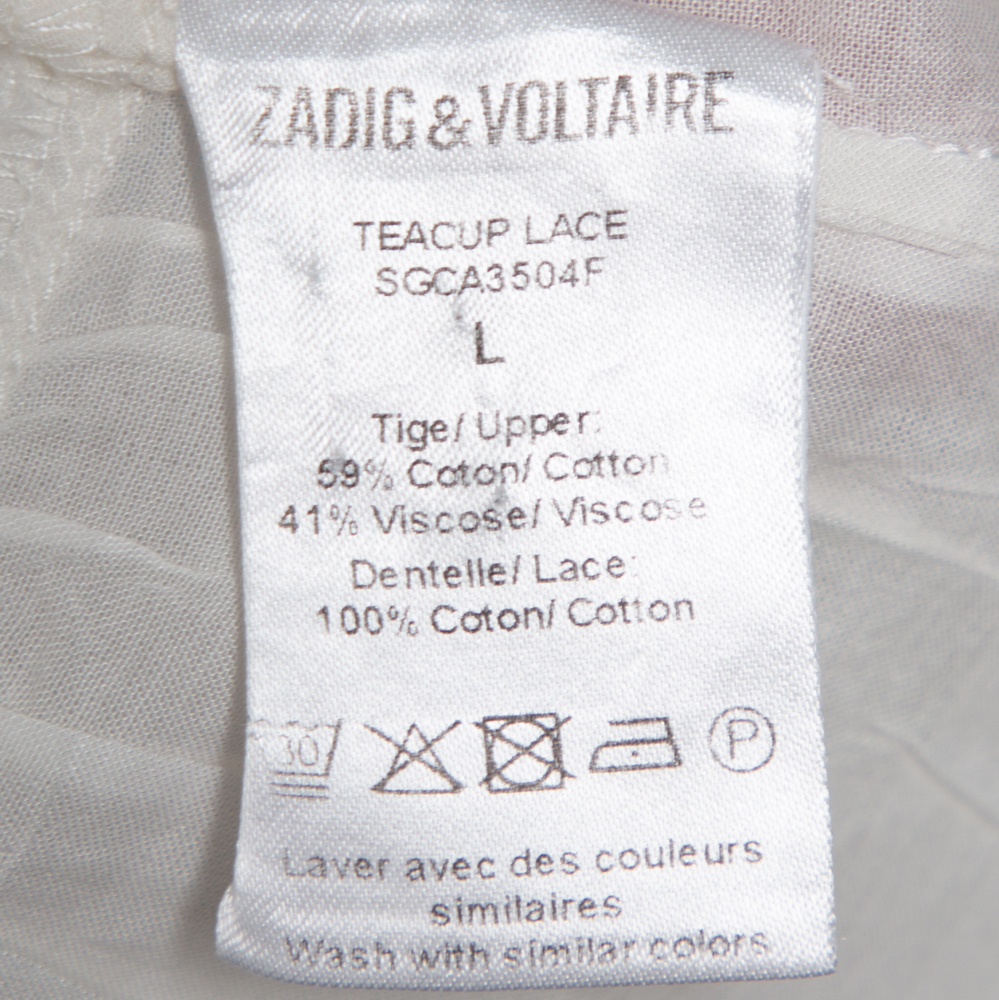 ZADIG & VOLTAIRE
TEACUP LACE
SGCA3504F
L
Tige/ Upper:
59% Coton/ Cotton
41% Viscose/ Viscose
Dentelle/ Lace:
100% Coton/ Cotton
30 P
Laver avec des couleurs
similaires
Wash with similar colors